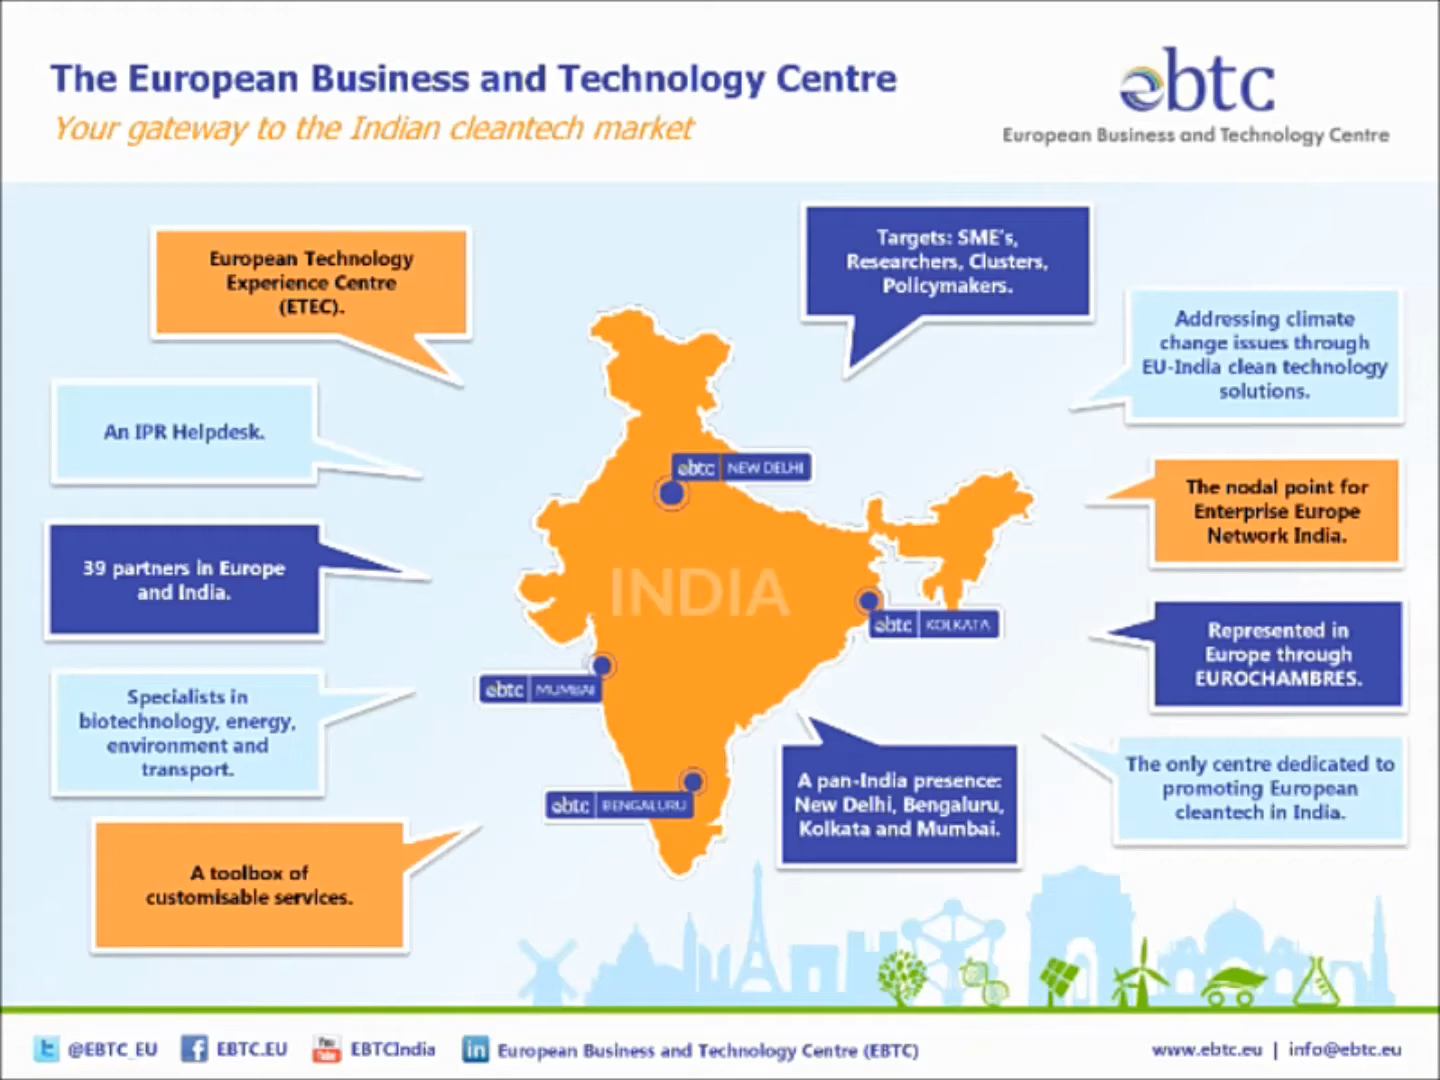 The European Business and Technology Centre
Your gateway to the Indian cleantech market
ebtc
European Business and Technology Centre
European Technology
Experience Centre
(ETEC).
Targets: SME's,
Researchers, Clusters,
Policymakers.
Addressing climate
change issues through
EU-India clean technology
solutions.
An IPR Helpdesk.
ebtc NEW DELHI
The nodal point for
Enterprise Europe
Network India.
39 partners in Europe
and India.
INDIA
ebtc KOLKATA
Represented in
Europe through
EUROCHAMBRES.
ebtc MUMBAI
Specialists in
biotechnology, energy,
environment and
transport.
ebtc BENGALURU
A pan-India presence:
New Delhi, Bengaluru,
Kolkata and Mumbai.
The only centre dedicated to
promoting European
cleantech in India.
A toolbox of
customisable services.
@EBTC_EU EBTC.EU You Tube EBTCIndia in European Business and Technology Centre (EBTC) www.ebtc.eu | info@ebtc.eu